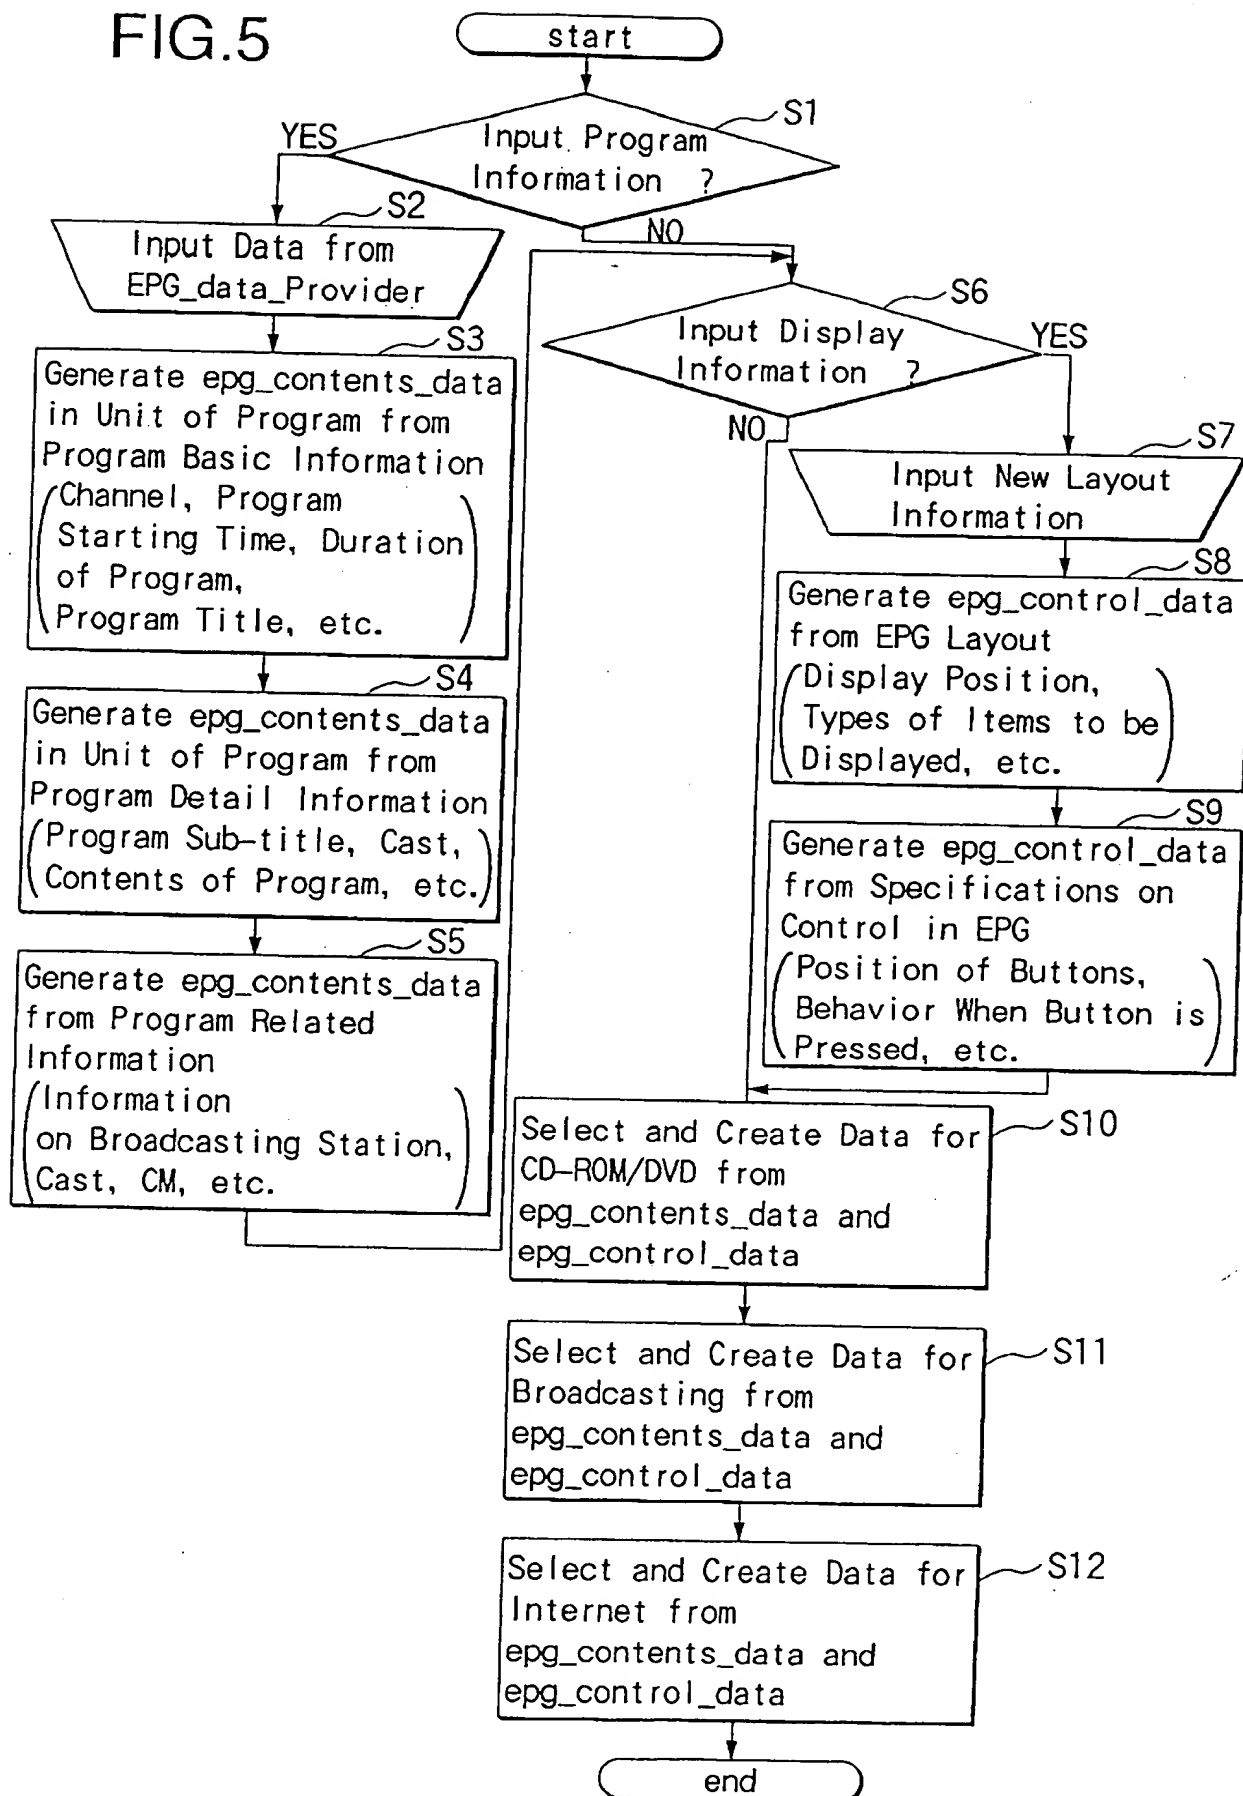 FIG.5
start
S1
Input Program
Information ?
YES
NO
S2
Input Data from
EPG_data_Provider
S3
Generate epg_contents_data
in Unit of Program from
Program Basic Information
(Channel, Program
Starting Time, Duration
of Program,
Program Title, etc.)
S4
Generate epg_contents_data
in Unit of Program from
Program Detail Information
(Program Sub-title, Cast,
Contents of Program, etc.)
S5
Generate epg_contents_data
from Program Related
Information
(Information
on Broadcasting Station,
Cast, CM, etc.)
S6
Input Display
Information ?
YES
NO
S7
Input New Layout
Information
S8
Generate epg_control_data
from EPG Layout
(Display Position,
Types of Items to be
Displayed, etc.)
S9
Generate epg_control_data
from Specifications on
Control in EPG
(Position of Buttons,
Behavior When Button is
Pressed, etc.)
S10
Select and Create Data for
CD-ROM/DVD from
epg_contents_data and
epg_control_data
S11
Select and Create Data for
Broadcasting from
epg_contents_data and
epg_control_data
S12
Select and Create Data for
Internet from
epg_contents_data and
epg_control_data
end